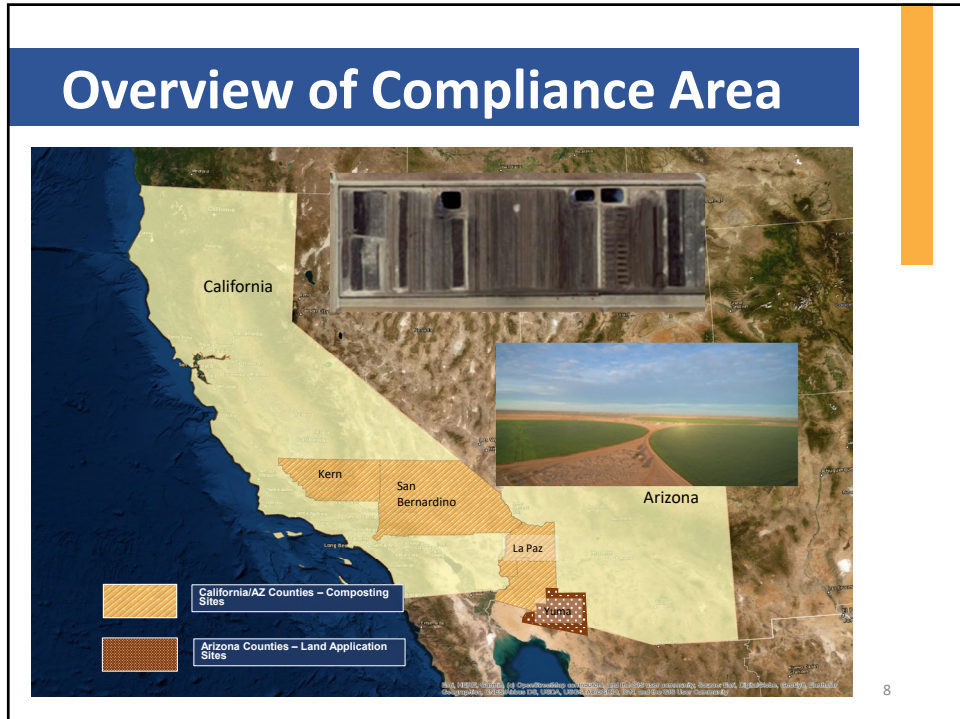 Overview of Compliance Area
California
Kern
San
Bernardino
Arizona
La Paz
Yuma
California/AZ Counties – Composting
Sites
Arizona Counties – Land Application
Sites
8